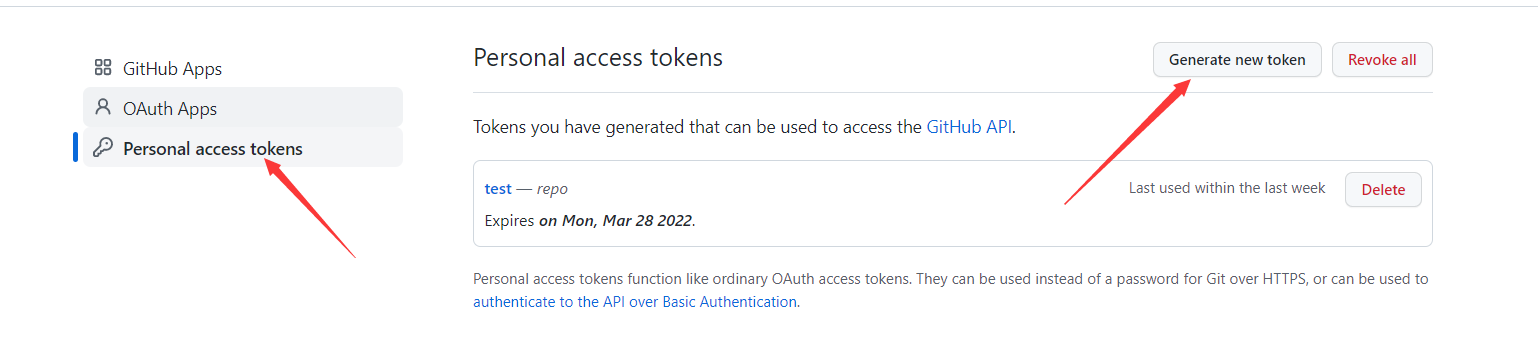 GitHub Apps
OAuth Apps
Personal access tokens
Personal access tokens
Generate new token
Revoke all
Tokens you have generated that can be used to access the GitHub API.
test — repo
Last used within the last week
Delete
Expires on Mon, Mar 28 2022.
Personal access tokens function like ordinary OAuth access tokens. They can be used instead of a password for Git over HTTPS, or can be used to
authenticate to the API over Basic Authentication.